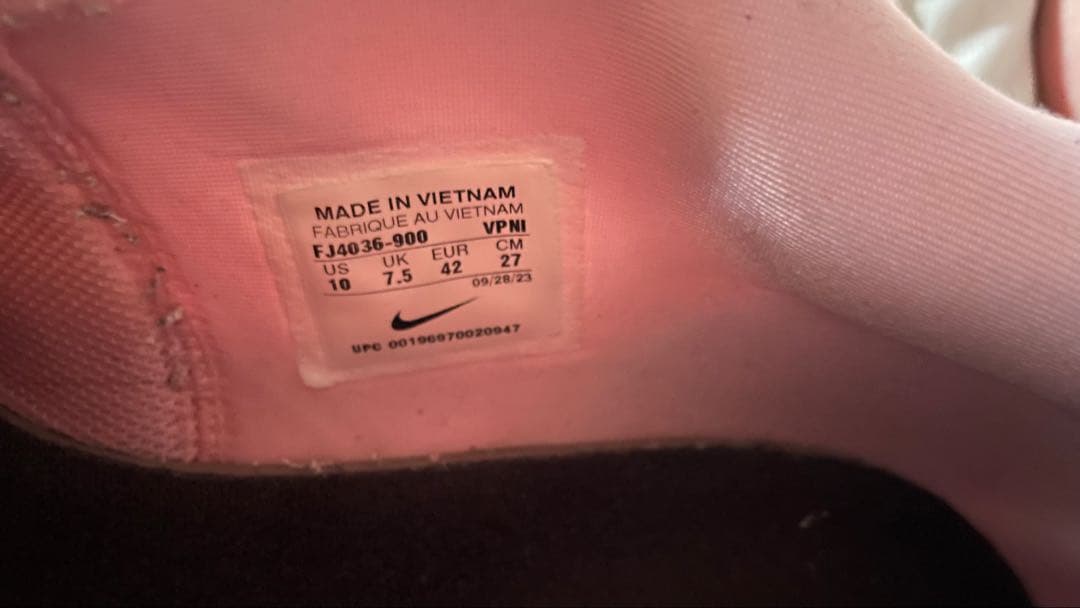 MADE IN VIETNAM
FABRIQUE AU VIETNAM
FJ4036-900 VPNI
US UK EUR CM
10 7.5 42 27
09/28/23
UPC 00196970020947